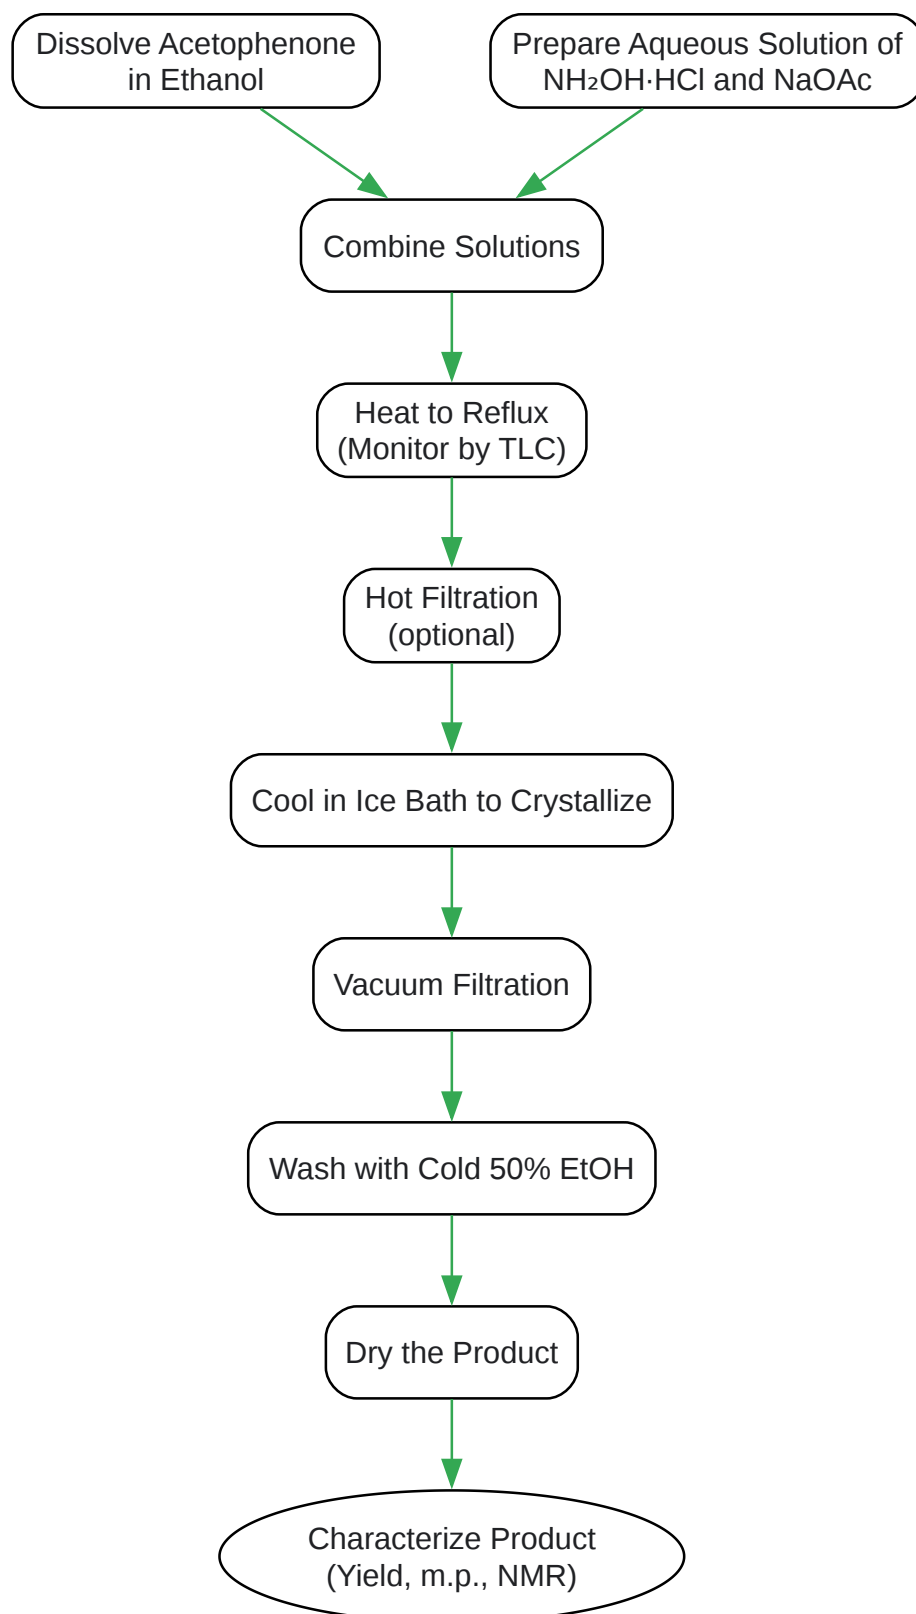 Dissolve Acetophenone
in Ethanol
Prepare Aqueous Solution of
NH₂OH·HCl and NaOAc
Combine Solutions
Heat to Reflux
(Monitor by TLC)
Hot Filtration
(optional)
Cool in Ice Bath to Crystallize
Vacuum Filtration
Wash with Cold 50% EtOH
Dry the Product
Characterize Product
(Yield, m.p., NMR)